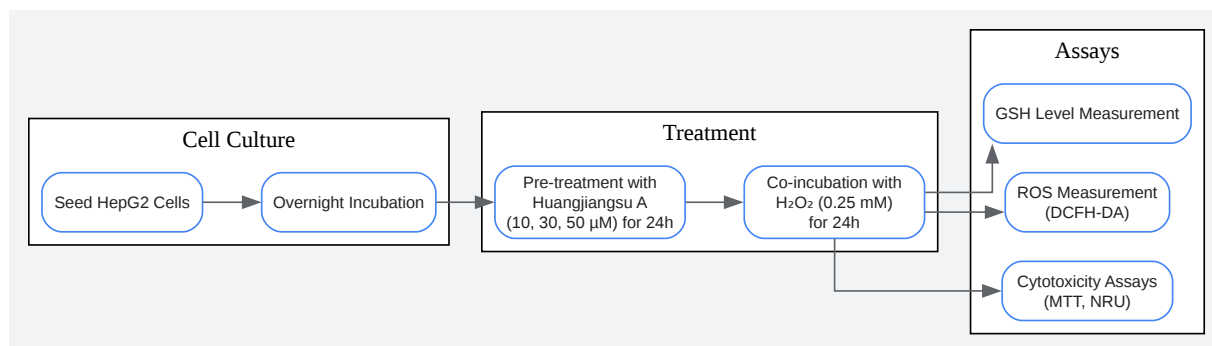 Cell Culture
Seed HepG2 Cells
Overnight Incubation
Treatment
Pre-treatment with
Huangjiangsu A
(10, 30, 50 µM) for 24h
Co-incubation with
H₂O₂ (0.25 mM)
for 24h
Assays
GSH Level Measurement
ROS Measurement
(DCFH-DA)
Cytotoxicity Assays
(MTT, NRU)